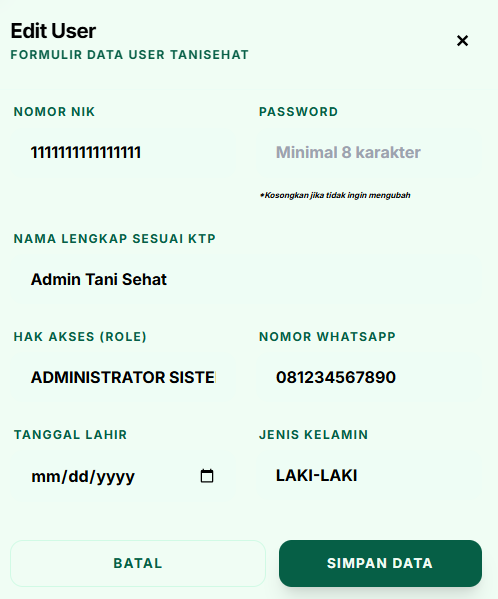 Edit User
FORMULIR DATA USER TANISEHAT
×
NOMOR NIK
PASSWORD
1111111111111111
Minimal 8 karakter
*Kosongkan jika tidak ingin mengubah
NAMA LENGKAP SESUAI KTP
Admin Tani Sehat
HAK AKSES (ROLE)
NOMOR WHATSAPP
ADMINISTRATOR SISTE
081234567890
TANGGAL LAHIR
JENIS KELAMIN
mm/dd/yyyy
LAKI-LAKI
BATAL
SIMPAN DATA